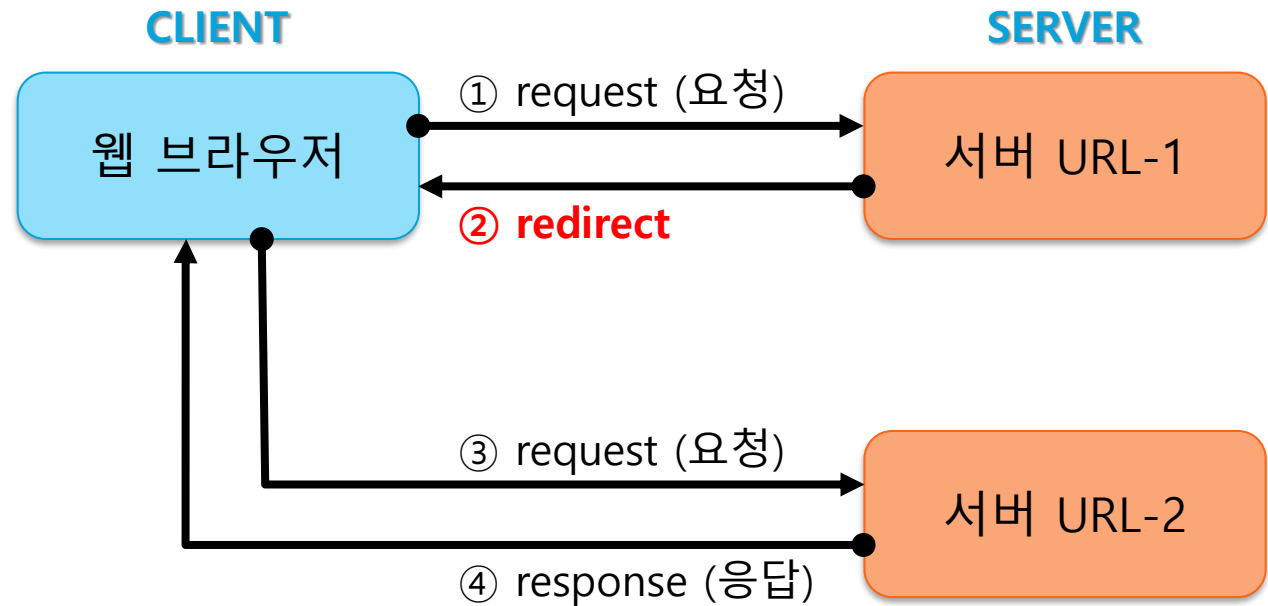 CLIENT
SERVER
① request (요청)
웹 브라우저
서버 URL-1
② redirect
③ request (요청)
서버 URL-2
④ response (응답)